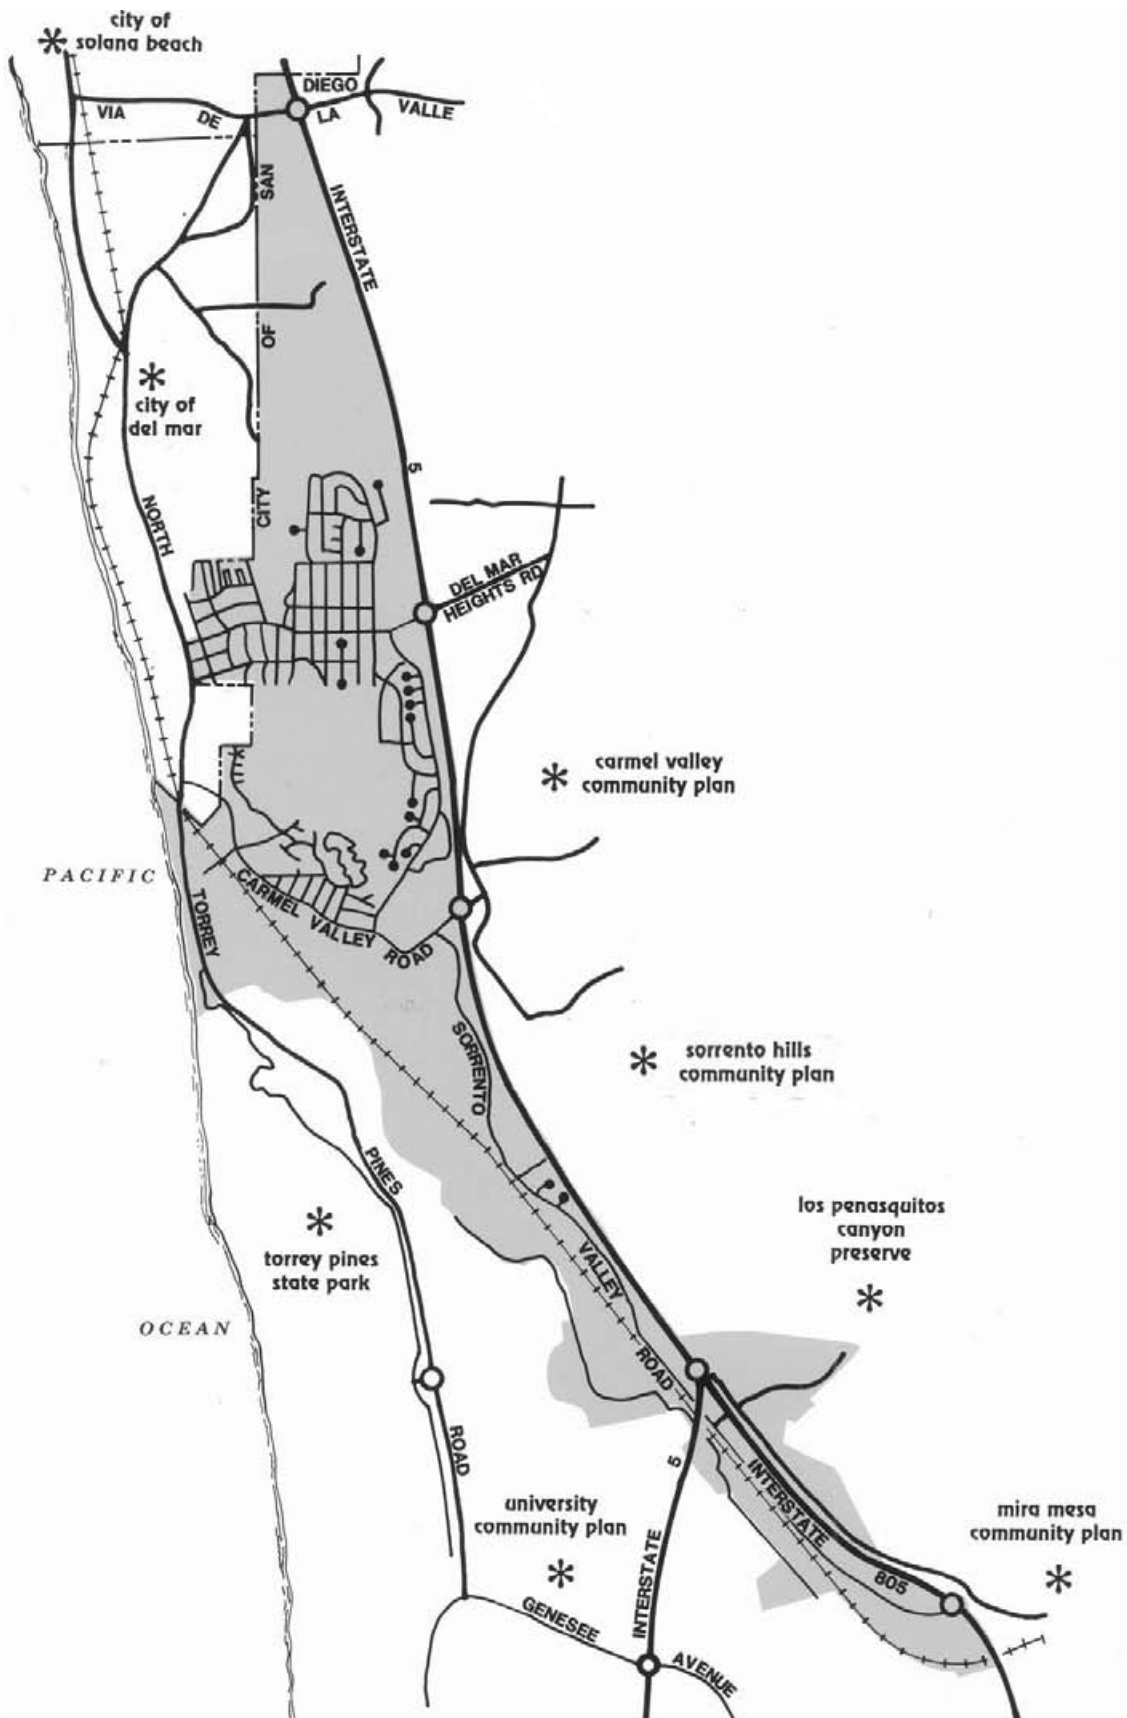 city of
solana beach
DIEGO
VIA DE LA VALLE
SAN
INTERSTATE
OF
city of
del mar
5
CITY
NORTH
DEL MAR
HEIGHTS RD
carmel valley
community plan
PACIFIC
CARMEL VALLEY ROAD
TORREY
SORRENTO
sorrento hills
community plan
PINES
los penasquitos
canyon
preserve
torrey pines
state park
VALLEY
OCEAN
ROAD
ROAD
5
INTERSTATE
university
community plan
mira mesa
community plan
805
INTERSTATE
GENESEE
AVENUE